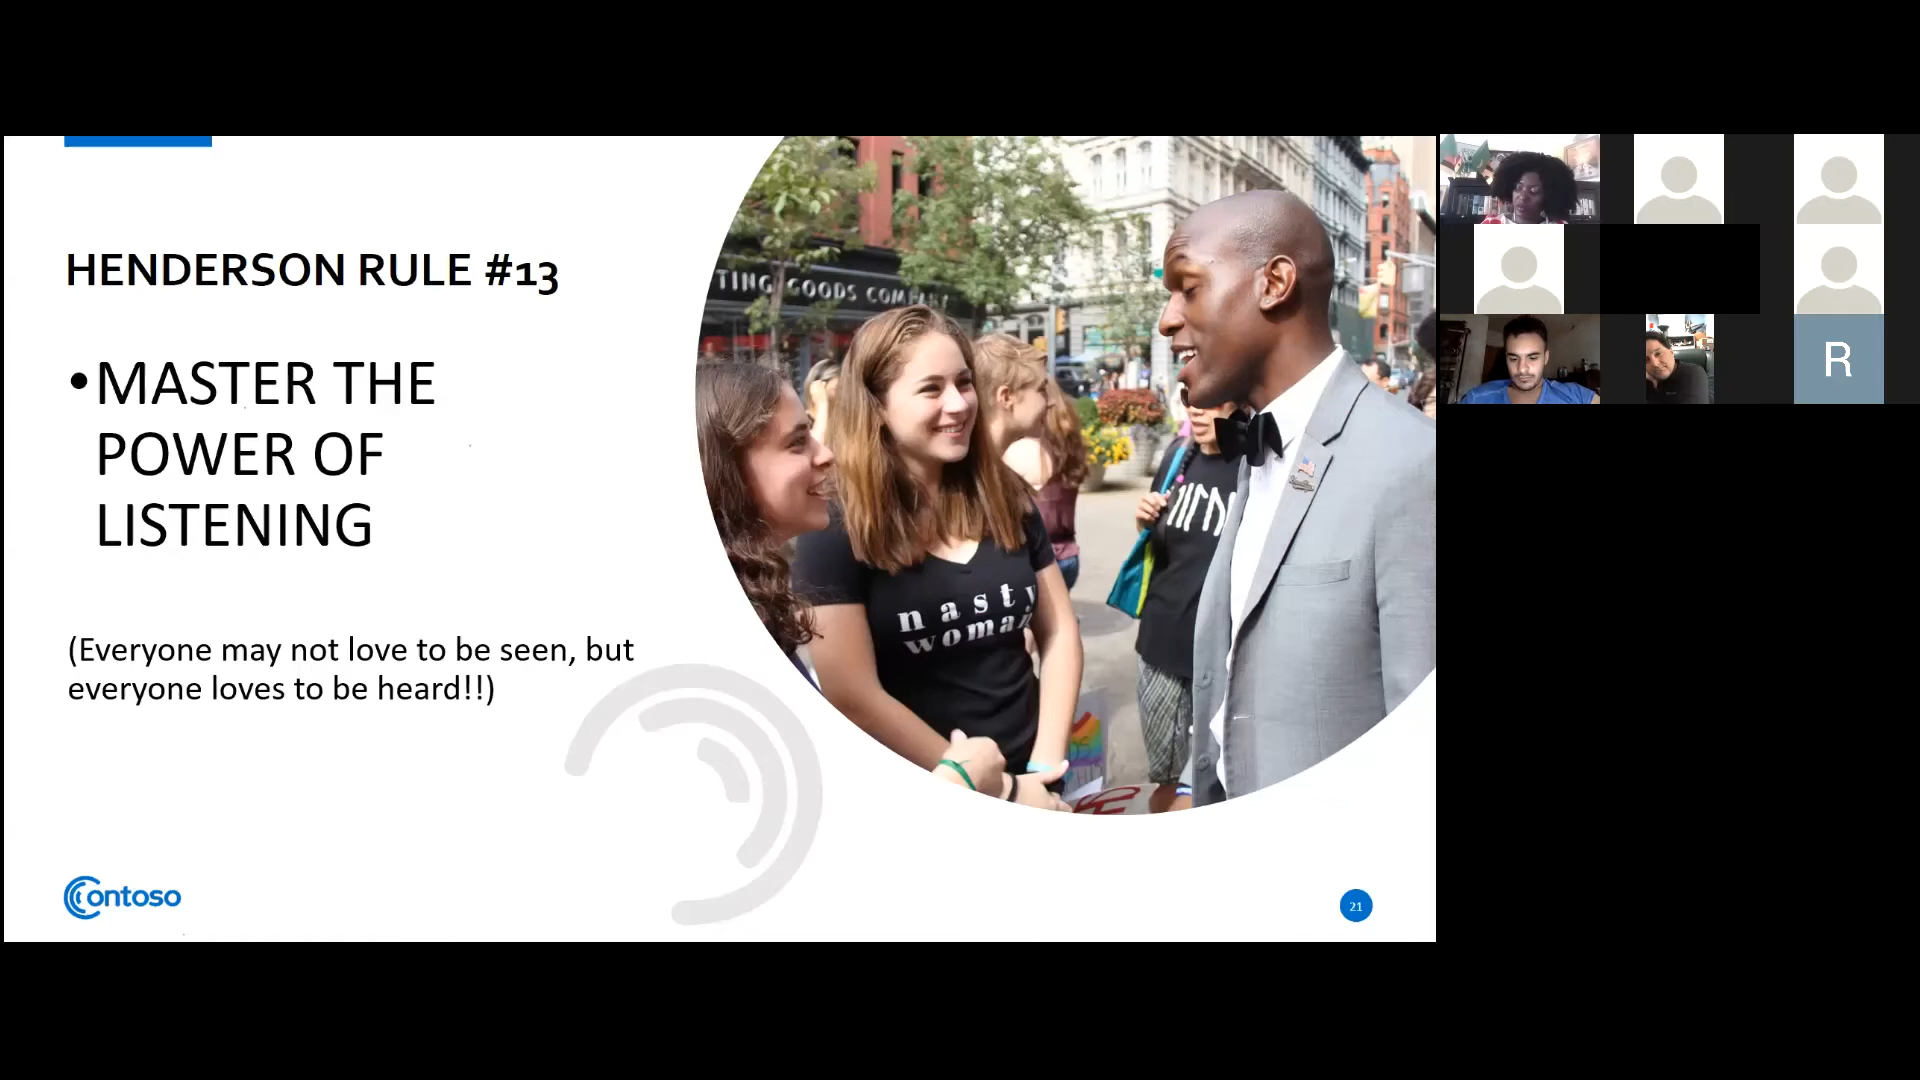 HENDERSON RULE #13
•MASTER THE
POWER OF
LISTENING
(Everyone may not love to be seen, but
everyone loves to be heard!!)
Contoso
21
TING GOODS COMPANY
nasty
woman
R